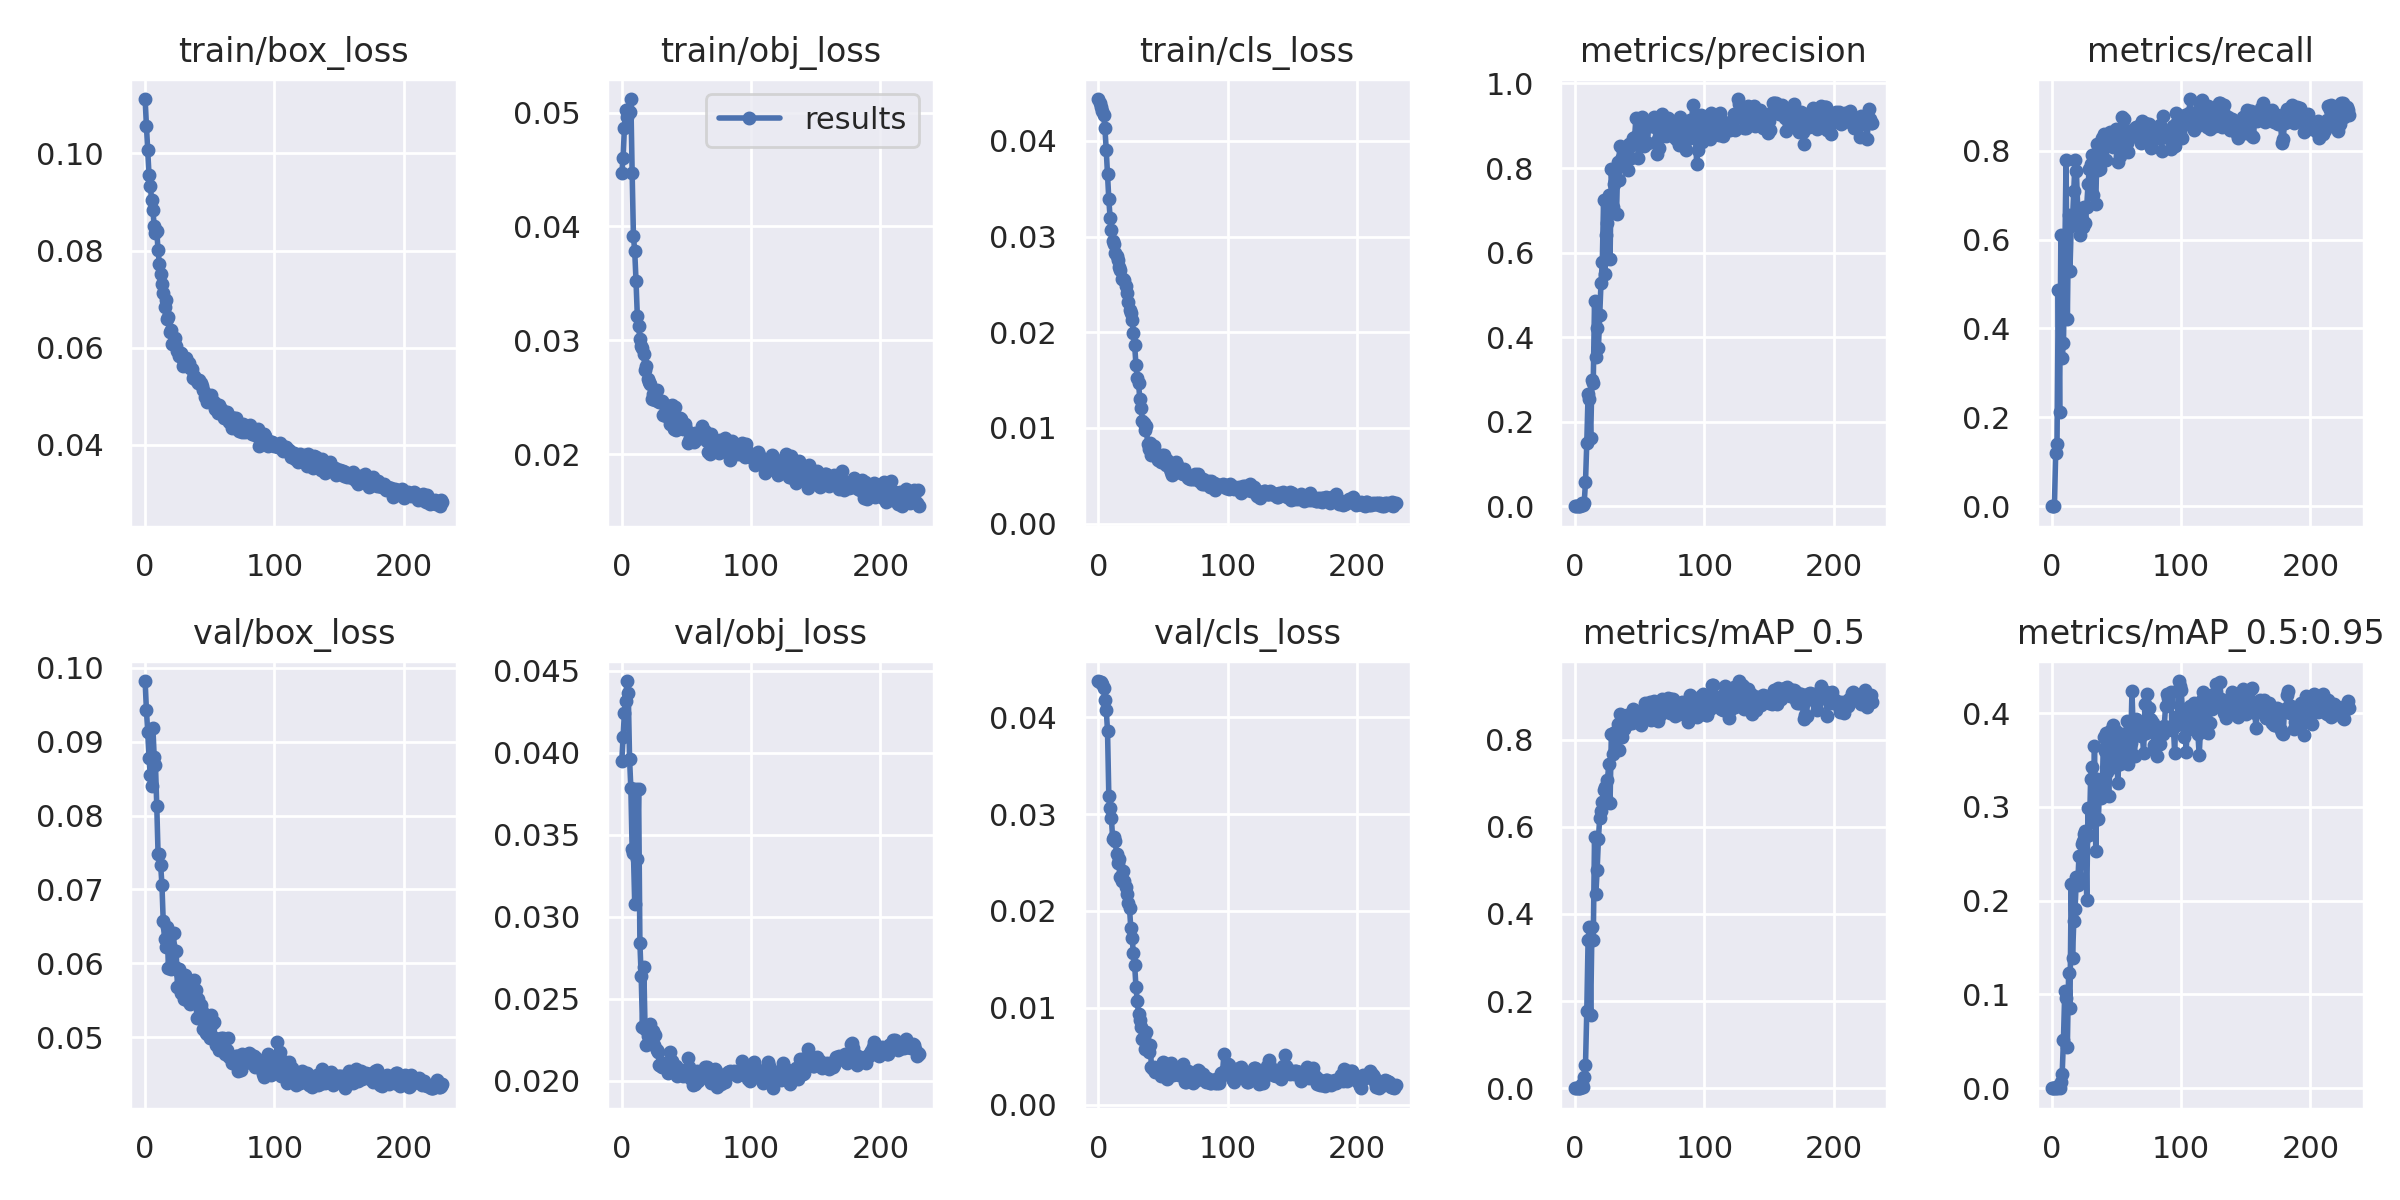 train/box_loss
0.10
0.08
0.06
0.04
0 100 200
train/obj_loss
results
0.05
0.04
0.03
0.02
0 100 200
train/cls_loss
0.04
0.03
0.02
0.01
0.00
0 100 200
metrics/precision
1.0
0.8
0.6
0.4
0.2
0.0
0 100 200
metrics/recall
0.8
0.6
0.4
0.2
0.0
0 100 200
val/box_loss
0.10
0.09
0.08
0.07
0.06
0.05
0 100 200
val/obj_loss
0.045
0.040
0.035
0.030
0.025
0.020
0 100 200
val/cls_loss
0.04
0.03
0.02
0.01
0.00
0 100 200
metrics/mAP_0.5
0.8
0.6
0.4
0.2
0.0
0 100 200
metrics/mAP_0.5:0.95
0.4
0.3
0.2
0.1
0.0
0 100 200